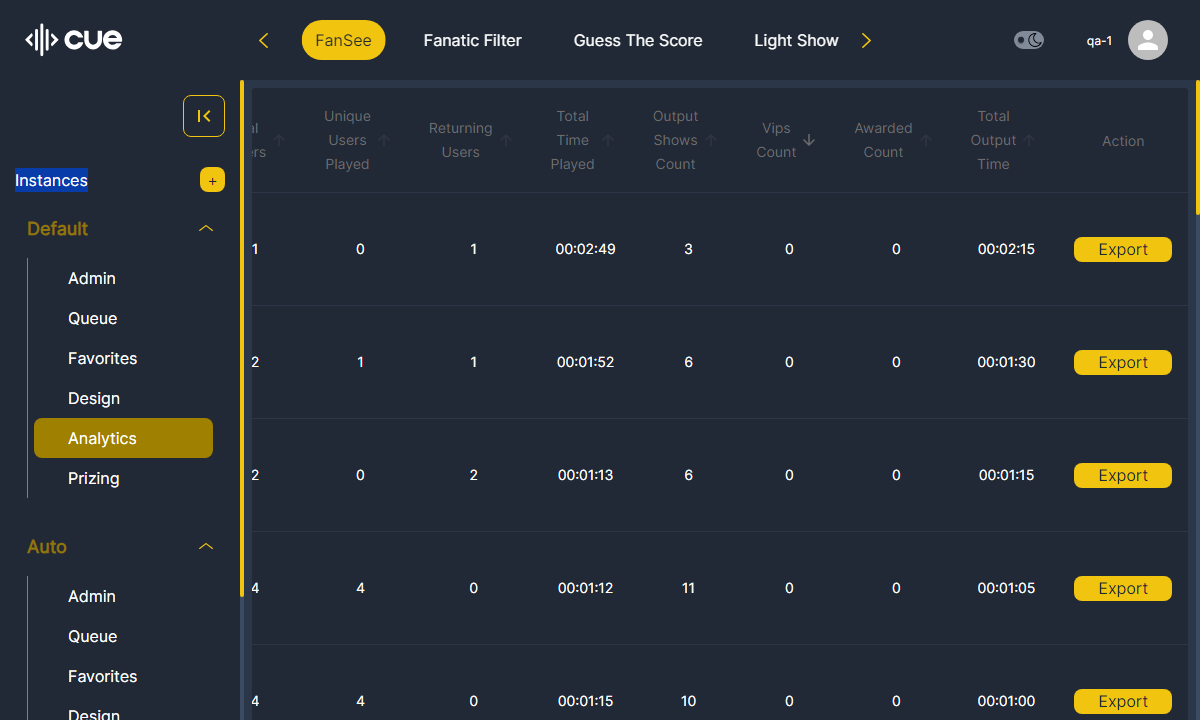 cue
FanSee
Fanatic Filter
Guess The Score
Light Show
qa-1
Instances
+
Default
Admin
Queue
Favorites
Design
Analytics
Prizing
Auto
Admin
Queue
Favorites
Design
Unique
Users
Played
Returning
Users
Total
Time
Played
Output
Shows
Count
Vips
Count
Awarded
Count
Total
Output
Time
Action
1 0 1 00:02:49 3 0 0 00:02:15 Export
2 1 1 00:01:52 6 0 0 00:01:30 Export
2 0 2 00:01:13 6 0 0 00:01:15 Export
4 4 0 00:01:12 11 0 0 00:01:05 Export
4 4 0 00:01:15 10 0 0 00:01:00 Export